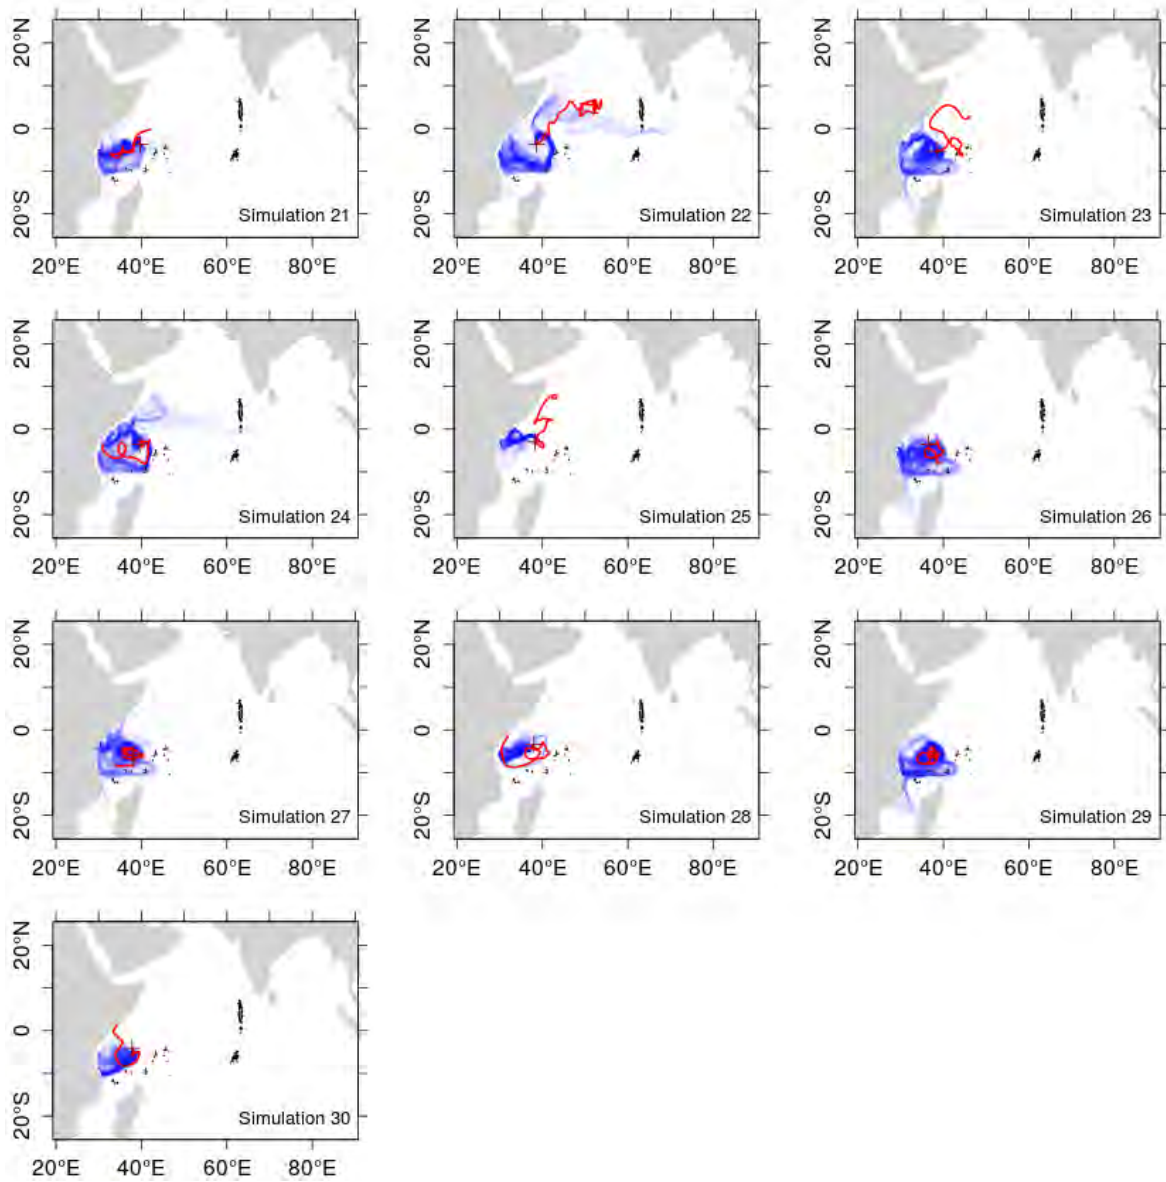 20°N
0
20°S
Simulation 21
20°E 40°E 60°E 80°E
20°N
0
20°S
Simulation 22
20°E 40°E 60°E 80°E
20°N
0
20°S
Simulation 23
20°E 40°E 60°E 80°E
20°N
0
20°S
Simulation 24
20°E 40°E 60°E 80°E
20°N
0
20°S
Simulation 25
20°E 40°E 60°E 80°E
20°N
0
20°S
Simulation 26
20°E 40°E 60°E 80°E
20°N
0
20°S
Simulation 27
20°E 40°E 60°E 80°E
20°N
0
20°S
Simulation 28
20°E 40°E 60°E 80°E
20°N
0
20°S
Simulation 29
20°E 40°E 60°E 80°E
20°N
0
20°S
Simulation 30
20°E 40°E 60°E 80°E